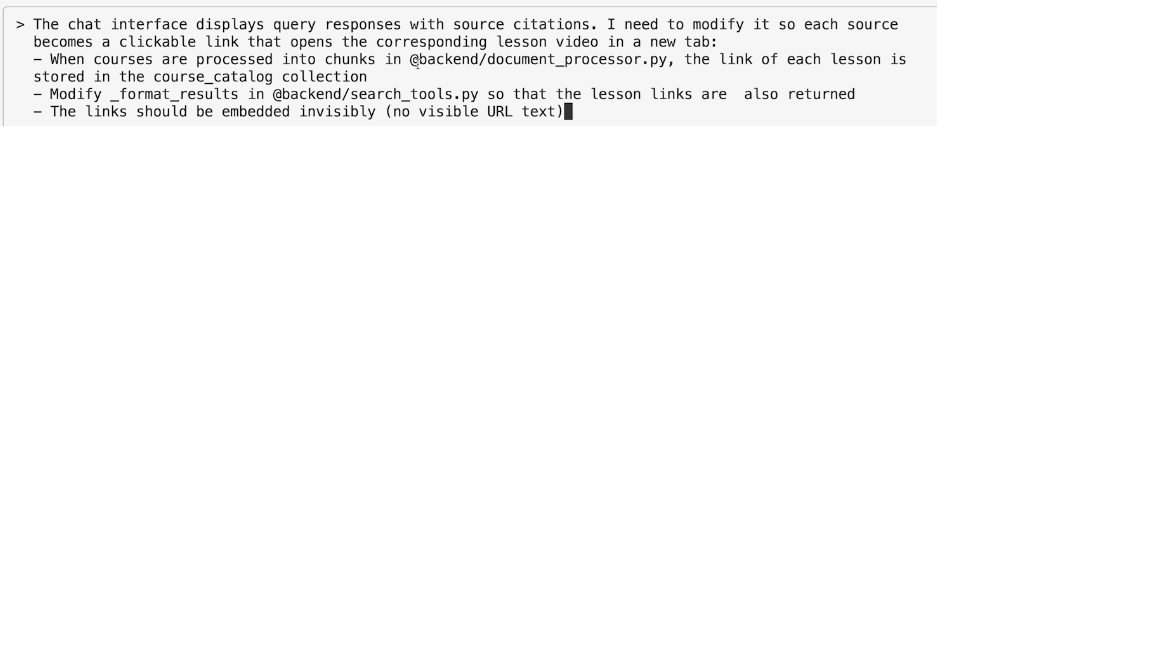 > The chat interface displays query responses with source citations. I need to modify it so each source
becomes a clickable link that opens the corresponding lesson video in a new tab:
– When courses are processed into chunks in @backend/document_processor.py, the link of each lesson is
stored in the course_catalog collection
– Modify _format_results in @backend/search_tools.py so that the lesson links are  also returned
– The links should be embedded invisibly (no visible URL text)